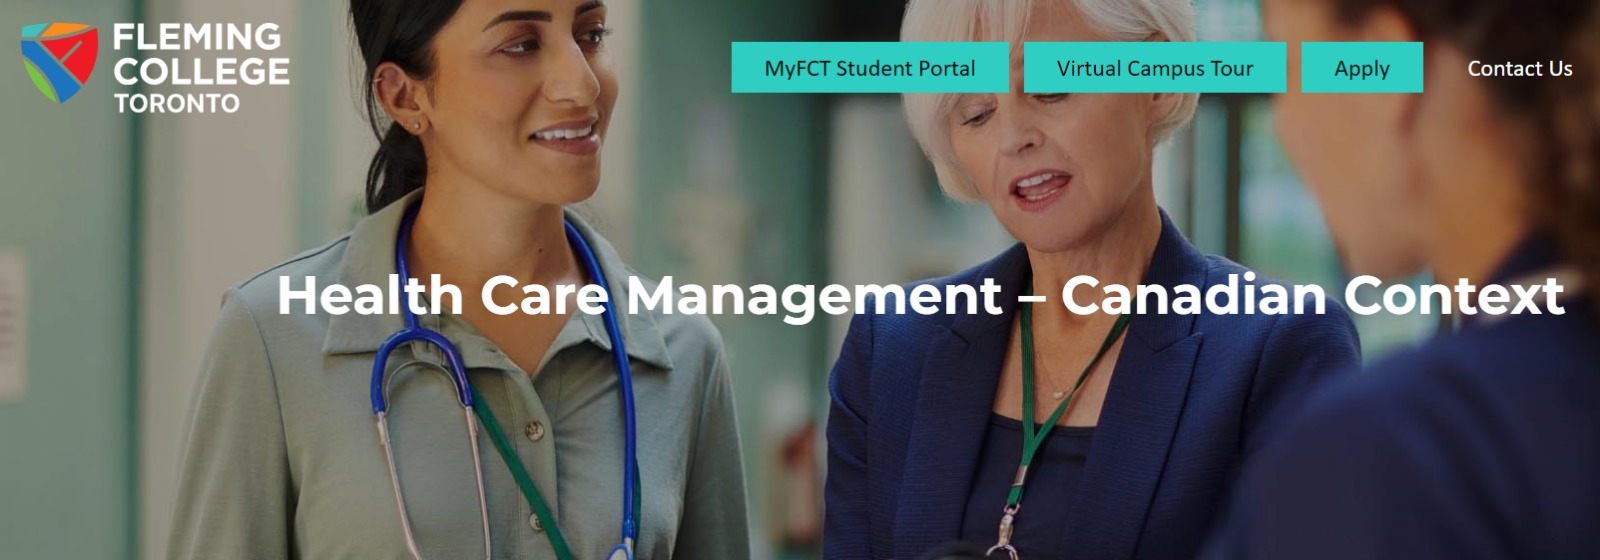 FLEMING
COLLEGE
TORONTO
MyFCT Student Portal
Virtual Campus Tour
Apply
Contact Us
Health Care Management – Canadian Context